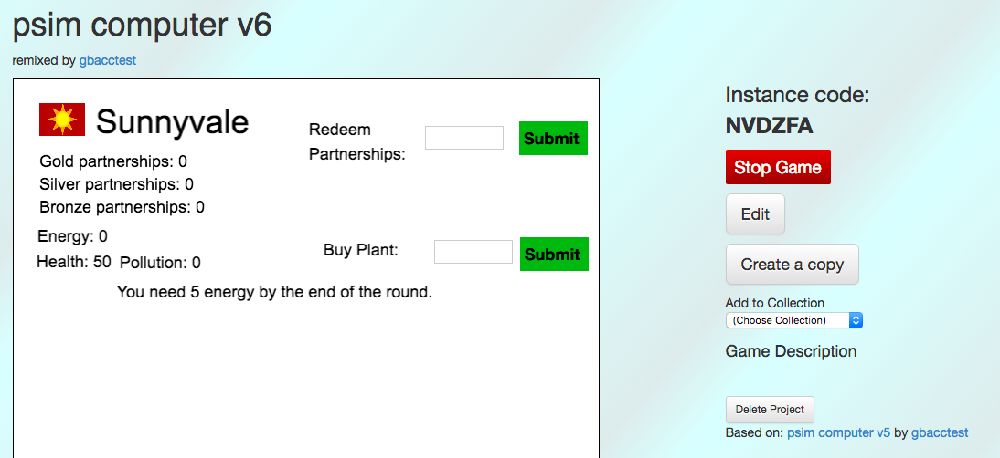 psim computer v6
remixed by gbacctest
Sunnyvale
Gold partnerships: 0
Silver partnerships: 0
Bronze partnerships: 0
Energy: 0
Health: 50 Pollution: 0
Redeem
Partnerships:
Submit
Buy Plant:
Submit
You need 5 energy by the end of the round.
Instance code:
NVDZFA
Stop Game
Edit
Create a copy
Add to Collection
(Choose Collection)
Game Description
Delete Project
Based on: psim computer v5 by gbacctest